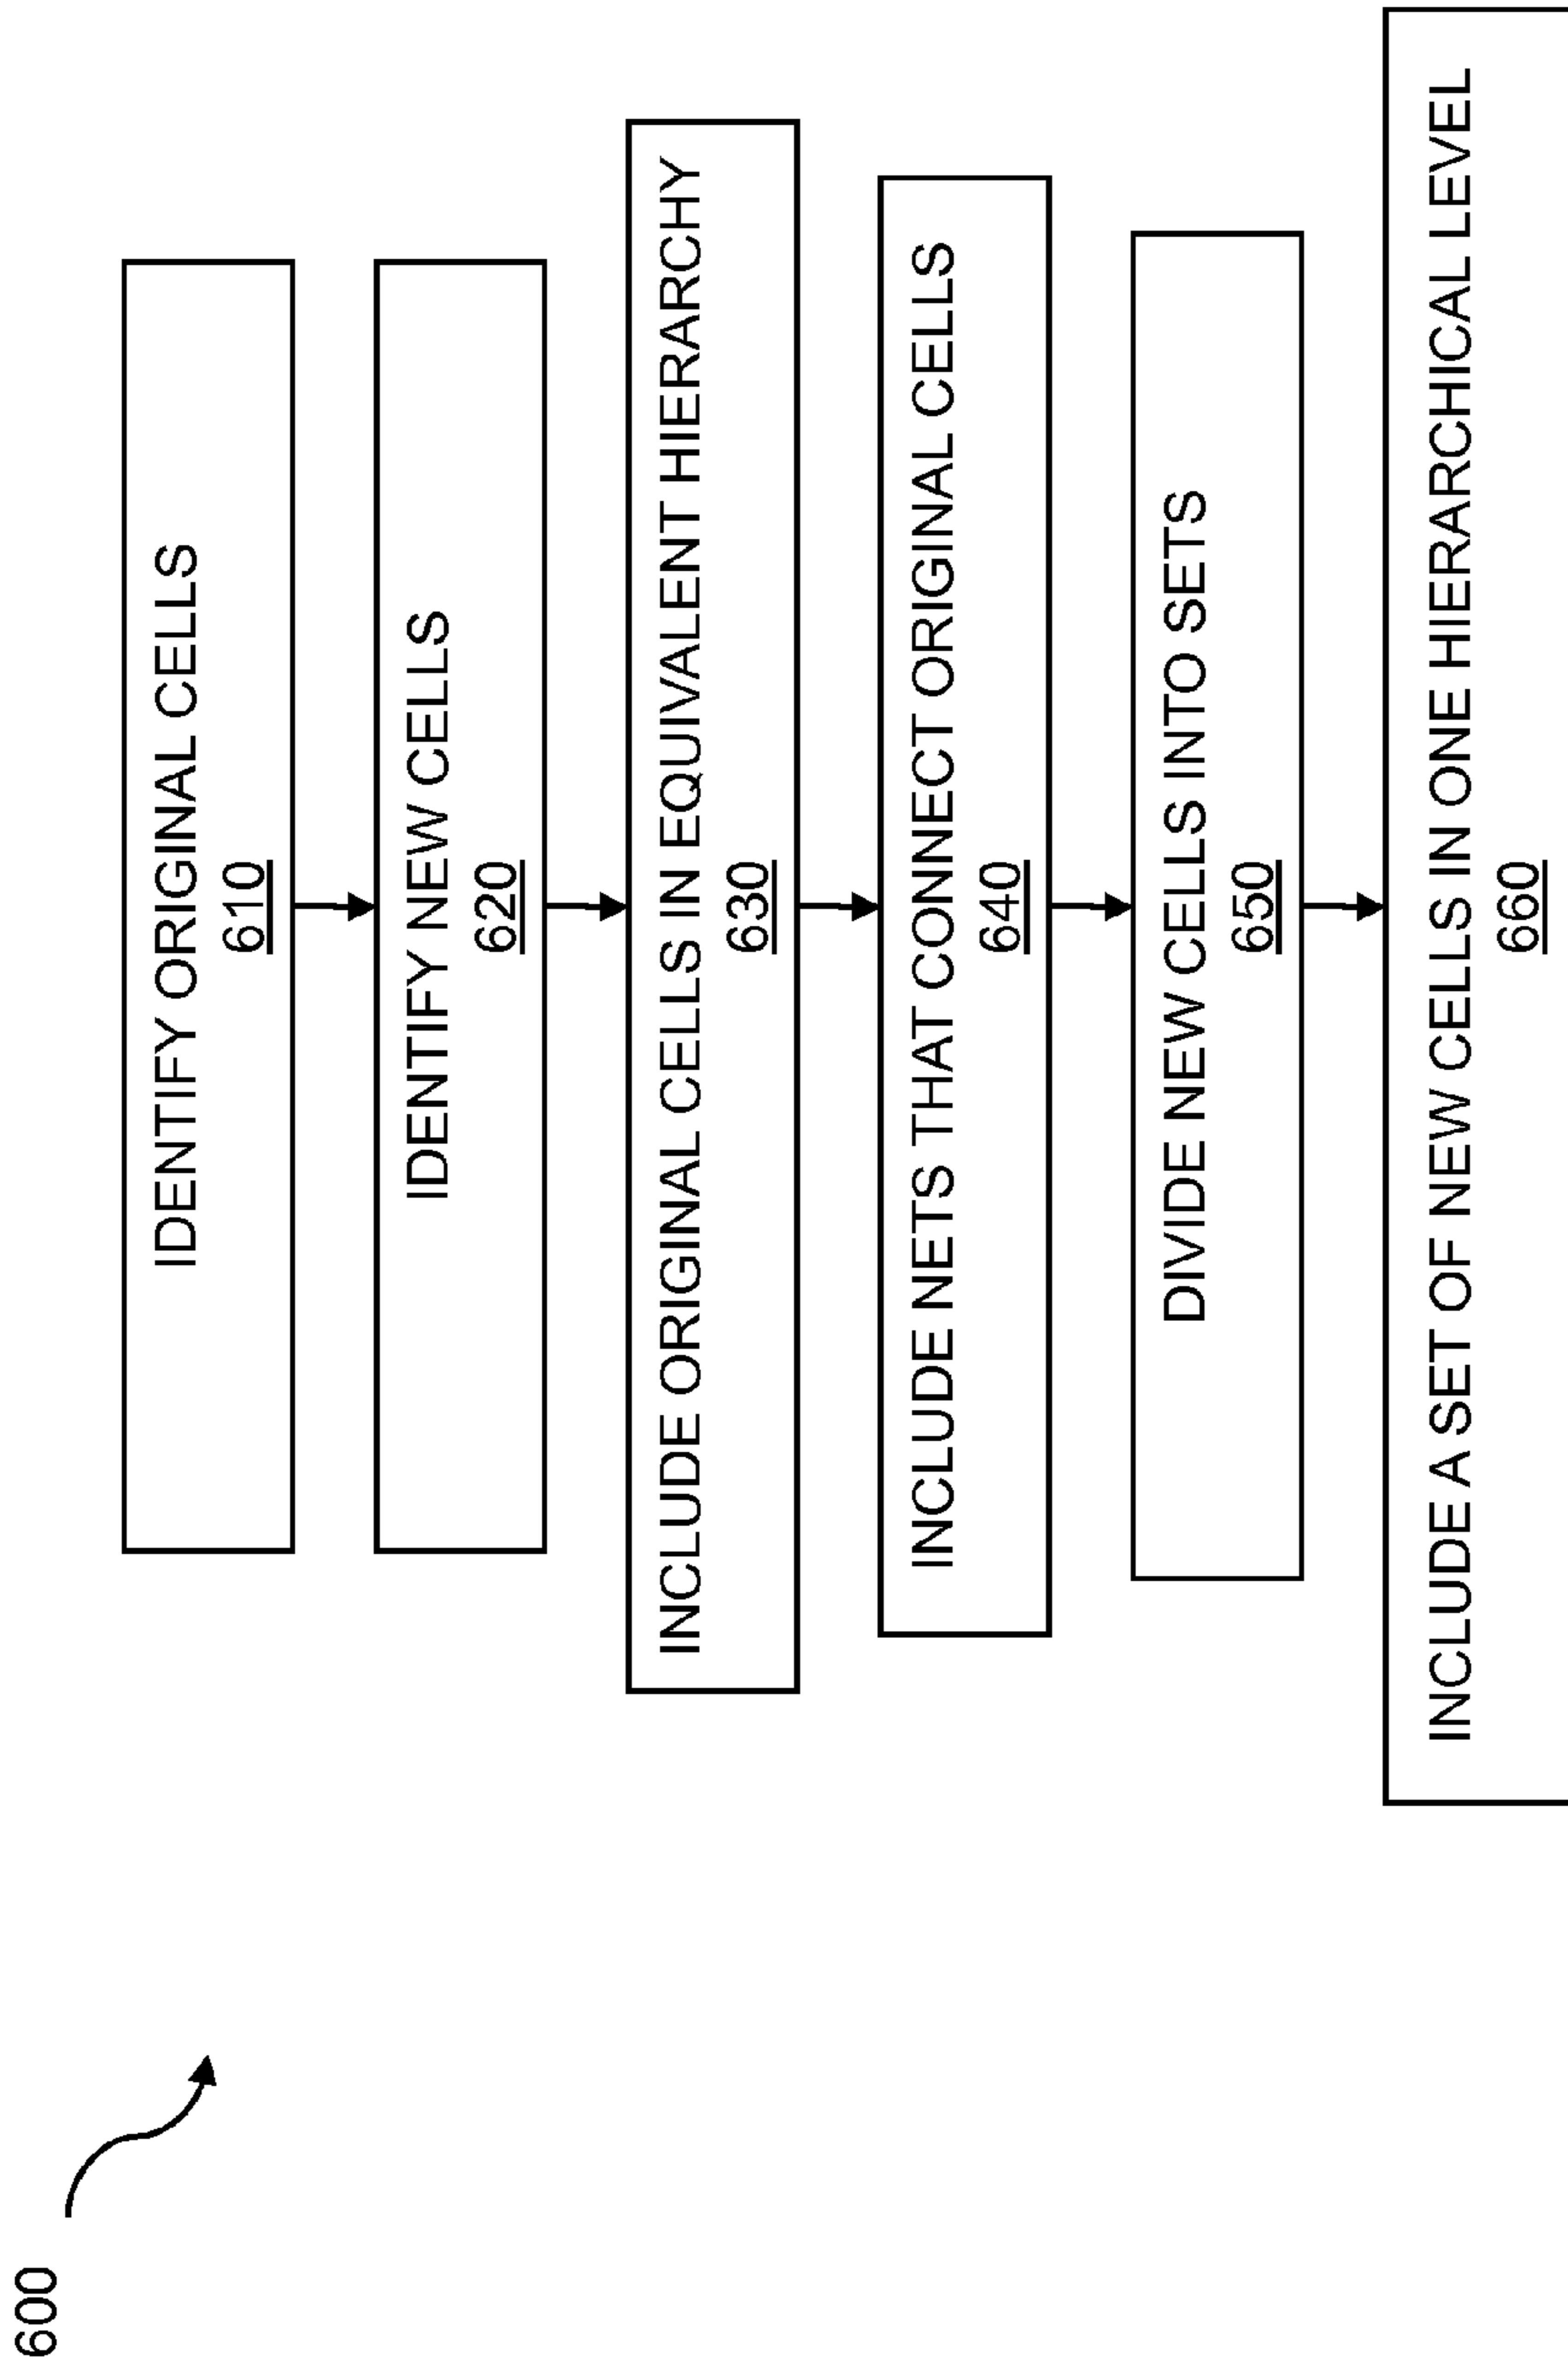 600
IDENTIFY ORIGINAL CELLS
610
IDENTIFY NEW CELLS
620
INCLUDE ORIGINAL CELLS IN EQUIVALENT HIERARCHY
630
INCLUDE NETS THAT CONNECT ORIGINAL CELLS
640
DIVIDE NEW CELLS INTO SETS
650
INCLUDE A SET OF NEW CELLS IN ONE HIERARCHICAL LEVEL
660